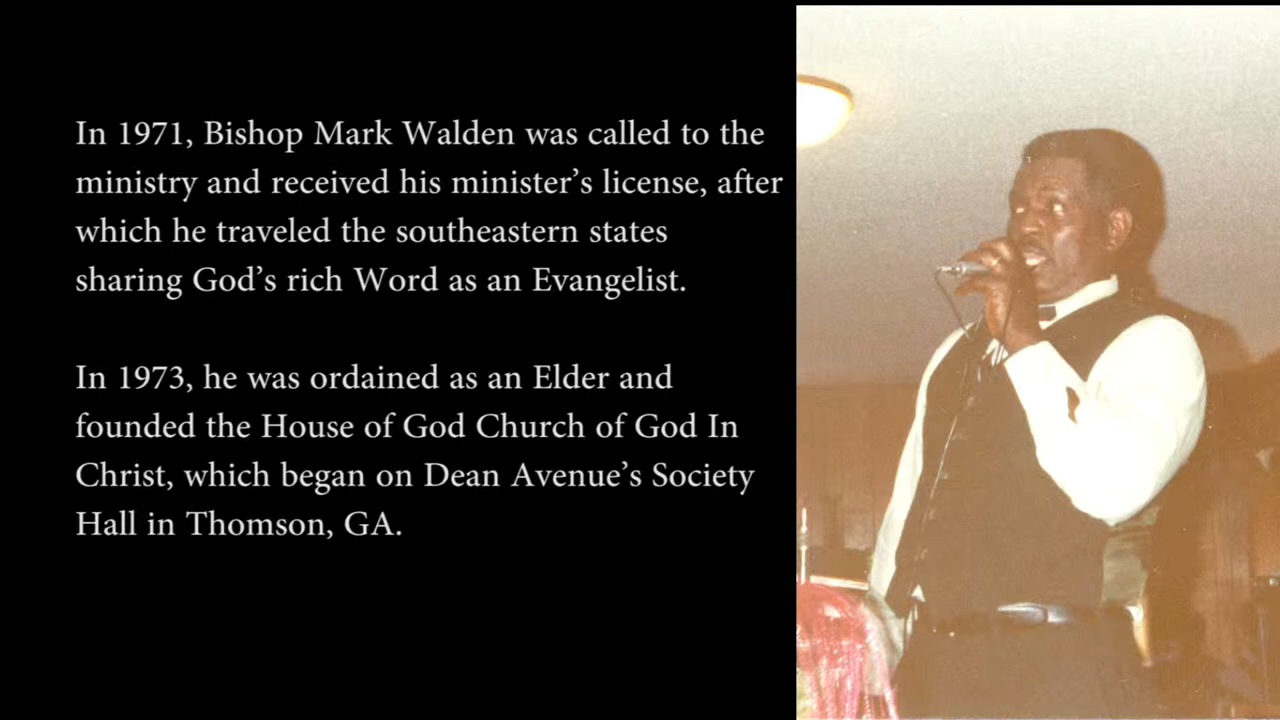 In 1971, Bishop Mark Walden was called to the
ministry and received his minister’s license, after
which he traveled the southeastern states
sharing God’s rich Word as an Evangelist.
In 1973, he was ordained as an Elder and
founded the House of God Church of God In
Christ, which began on Dean Avenue’s Society
Hall in Thomson, GA.